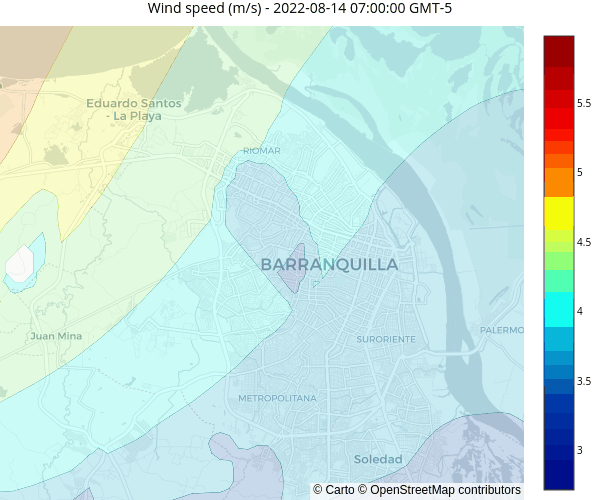 Wind speed (m/s) - 2022-08-14 07:00:00 GMT-5
Eduardo Santos
- La Playa
RIOMAR
BARRANQUILLA
Juan Mina
SURORIENTE
PALERMO
METROPOLITANA
Soledad
5.5
5
4.5
4
3.5
3
© Carto © OpenStreetMap contributors